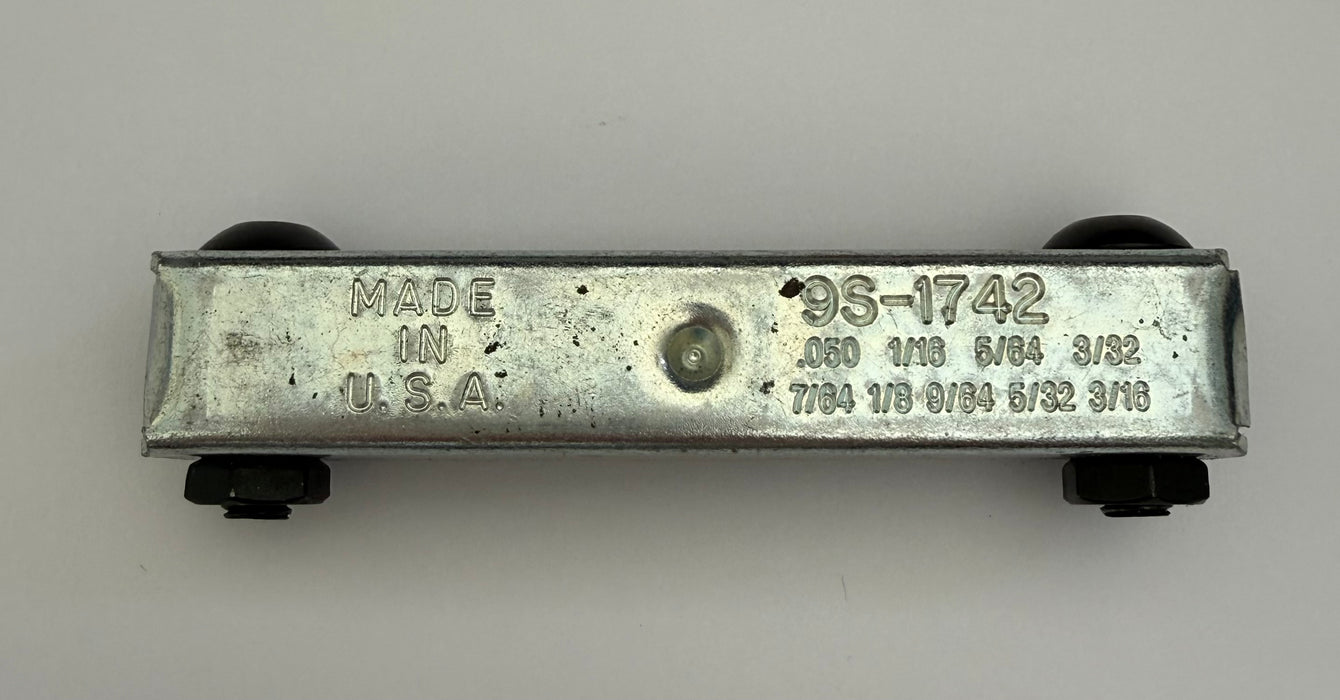 MADE
IN
U.S.A.
9S-1742
.050 1/16 5/64 3/32
7/64 1/8 9/64 5/32 3/16